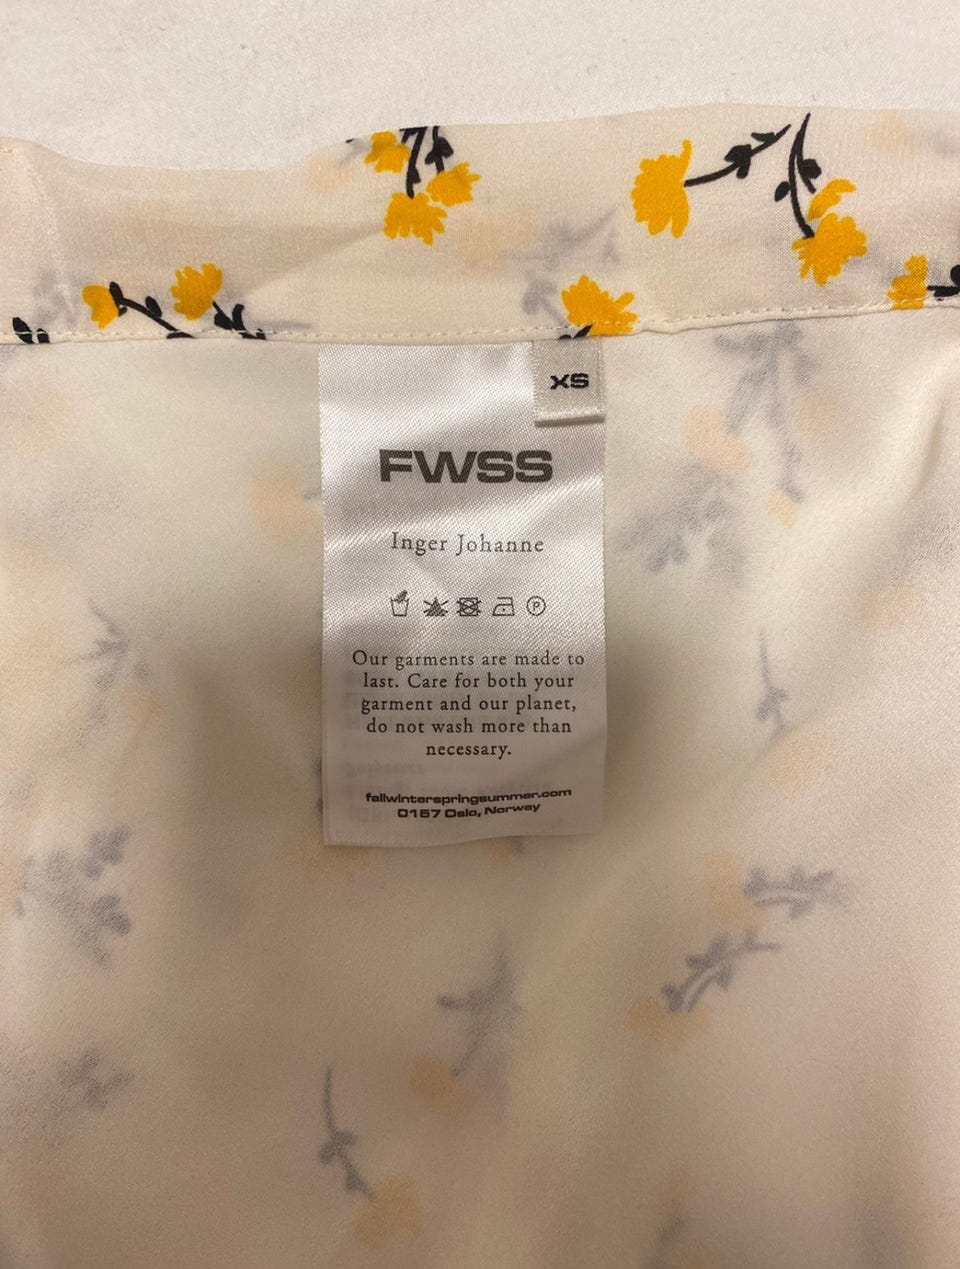 XS
FWSS
Inger Johanne
P
Our garments are made to
last. Care for both your
garment and our planet,
do not wash more than
necessary.
fallwinterspringsummer.com
0157 Oslo, Norway